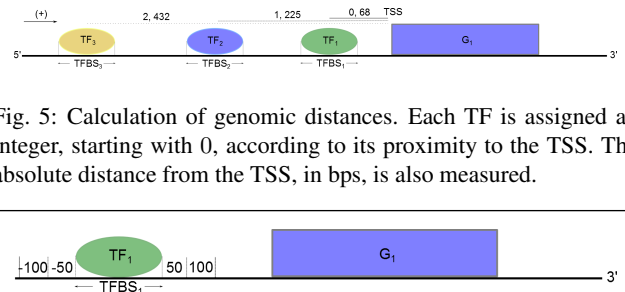 (+) 2, 432 1, 225 0, 68 TSS
TF3 TF2 TF1 G1
5' 3'
TFBS3 TFBS2 TFBS1
Fig. 5: Calculation of genomic distances. Each TF is assigned a
integer, starting with 0, according to its proximity to the TSS. Th
absolute distance from the TSS, in bps, is also measured.
TF1 G1
-100 -50 50 100
3'
TFBS1